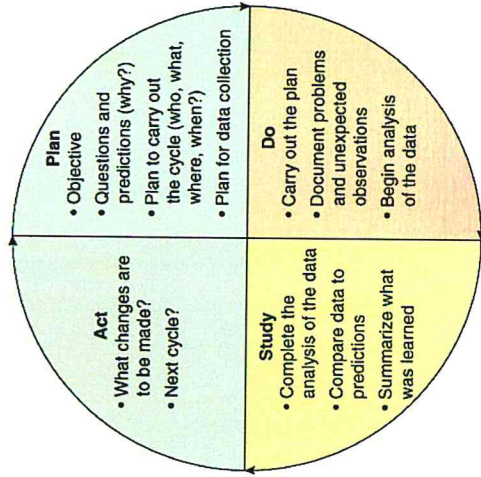 Plan
• Objective
• Questions and
predictions (why?)
• Plan to carry out
the cycle (who, what,
where, when?)
• Plan for data collection
Do
• Carry out the plan
• Document problems
and unexpected
observations
• Begin analysis
of the data
Study
• Complete the
analysis of the data
• Compare data to
predictions
• Summarize what
was learned
Act
• What changes are
to be made?
• Next cycle?